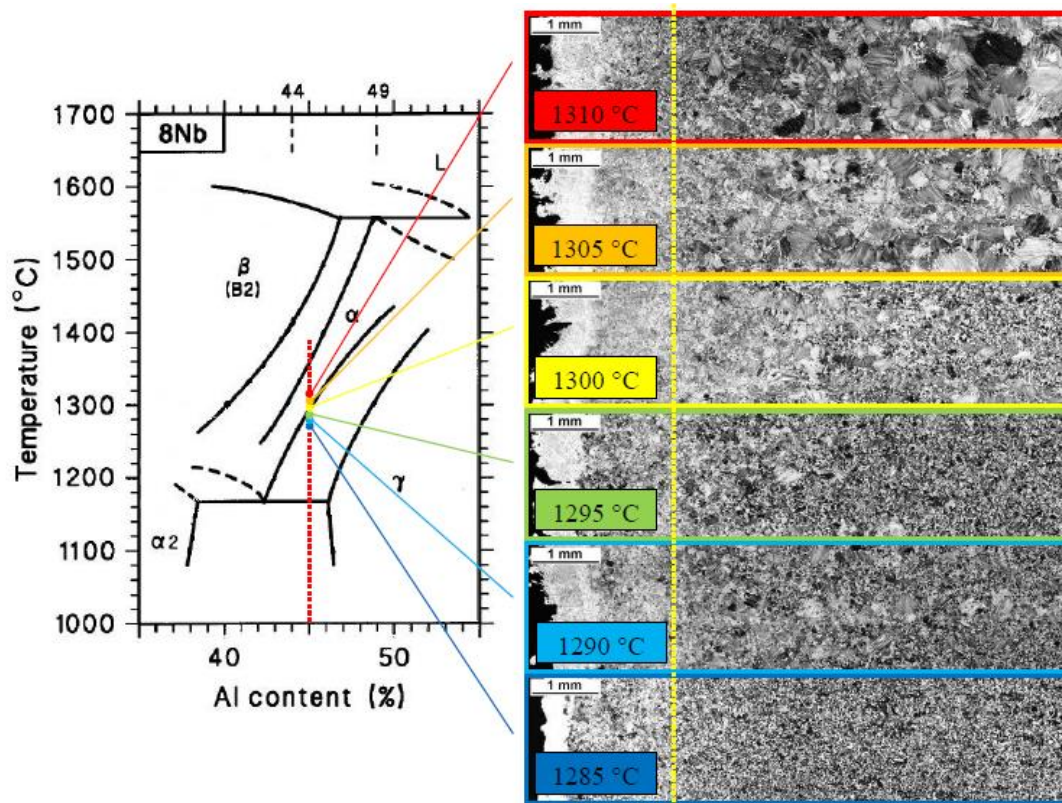 44 49
8Nb
1700
1600
1500
1400
1300
1200
1100
1000
Temperature (°C)
L
β
(B2)
α
γ
α2
40 50
Al content (%)
1 mm
1310 °C
1 mm
1305 °C
1 mm
1300 °C
1 mm
1295 °C
1 mm
1290 °C
1 mm
1285 °C